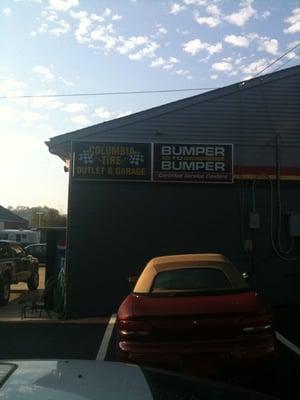 COLUMBIA
TIRE
OUTLET & GARAGE
BUMPER
TO
BUMPER
Certified Service Centers